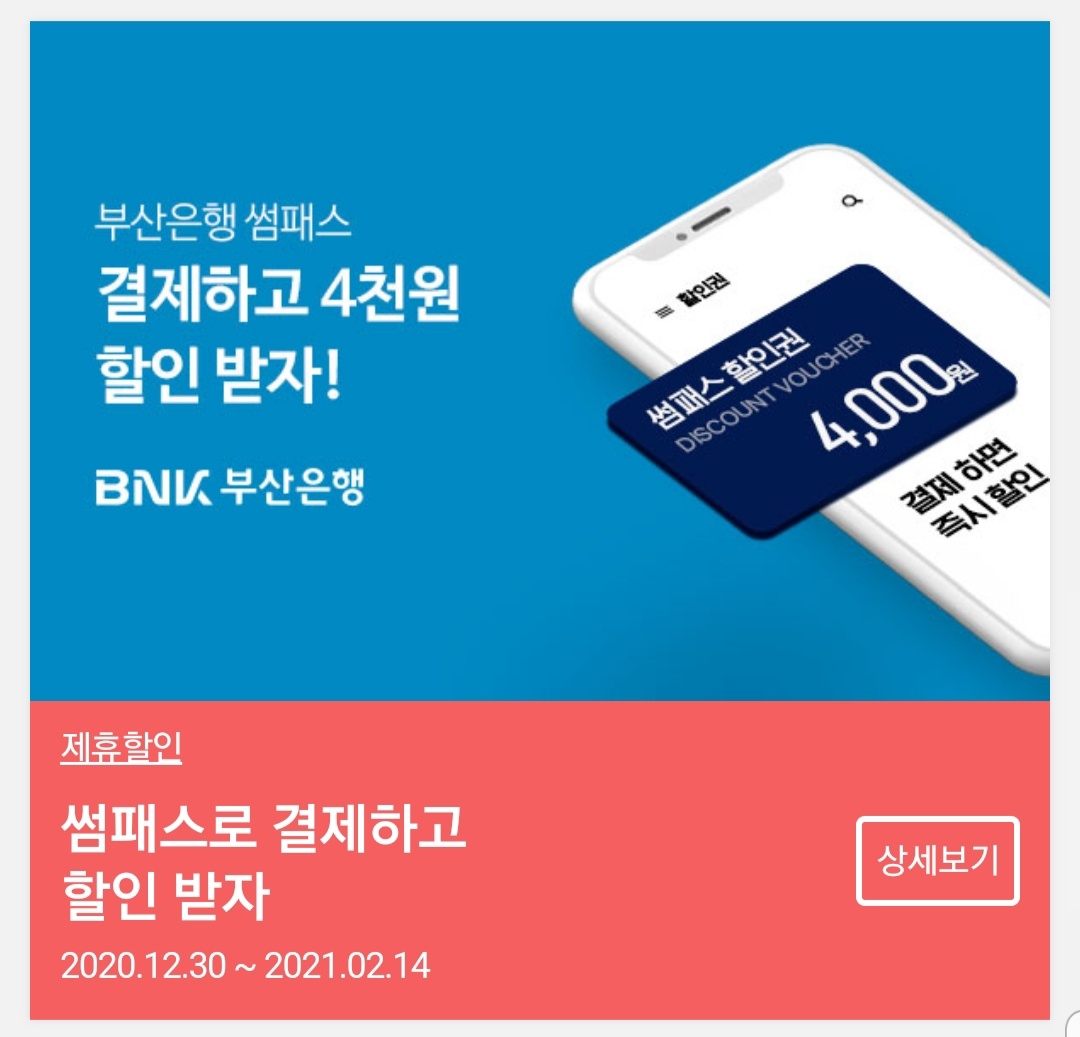 부산은행 썸패스
결제하고 4천원
할인 받자!
BNK 부산은행
할인권
썸패스 할인권
DISCOUNT VOUCHER
4,000원
결제 하면
즉시 할인
제휴할인
썸패스로 결제하고
할인 받자
2020.12.30 ~ 2021.02.14
상세보기